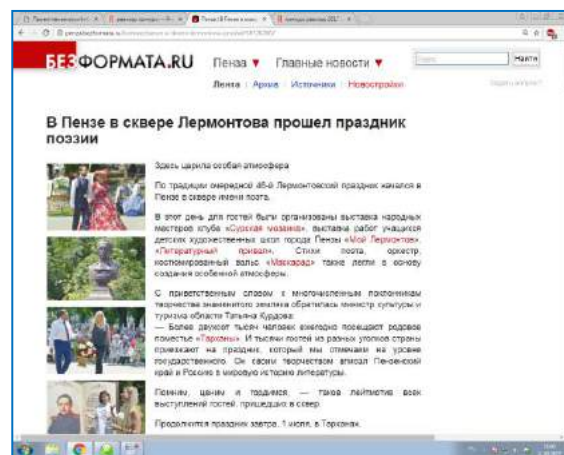 БЕЗФОРМАТА.RU
Пенза ▼ Главные новости ▼
Найти
Лента | Архив | Источники | Новостройки
В Пензе в сквере Лермонтова прошел праздник
поэзии
Здесь царила особая атмосфера
По традиции очередной 46-й Лермонтовский праздник начался в
Пензе в сквере имени поэта.
В этот день для гостей были организованы выставка народных
мастеров клуба «Сурская мозаика», выставка работ учащихся
детских художественных школ города Пензы «Мой Лермонтов»,
«Литературный привал». Стихи поэта, оркестр,
костюмированный вальс «Маскарад» также легли в основу
создания особенной атмосферы.
С приветственным словом к многочисленным поклонникам
творчества знаменитого земляка обратилась министр культуры и
туризма области Татьяна Курдова:
— Более двухсот тысяч человек ежегодно посещают родовое
поместье «Тарханы». И тысячи гостей из разных уголков страны
приезжают на праздник, который мы отмечаем на уровне
государственного. Он своим творчеством вписал Пензенский
край и Россию в мировую историю литературы.
Помним, ценим и гордимся, — таков лейтмотив всех
выступлений гостей, пришедших в сквер.
Продолжится праздник завтра, 1 июля, в Тарханах.